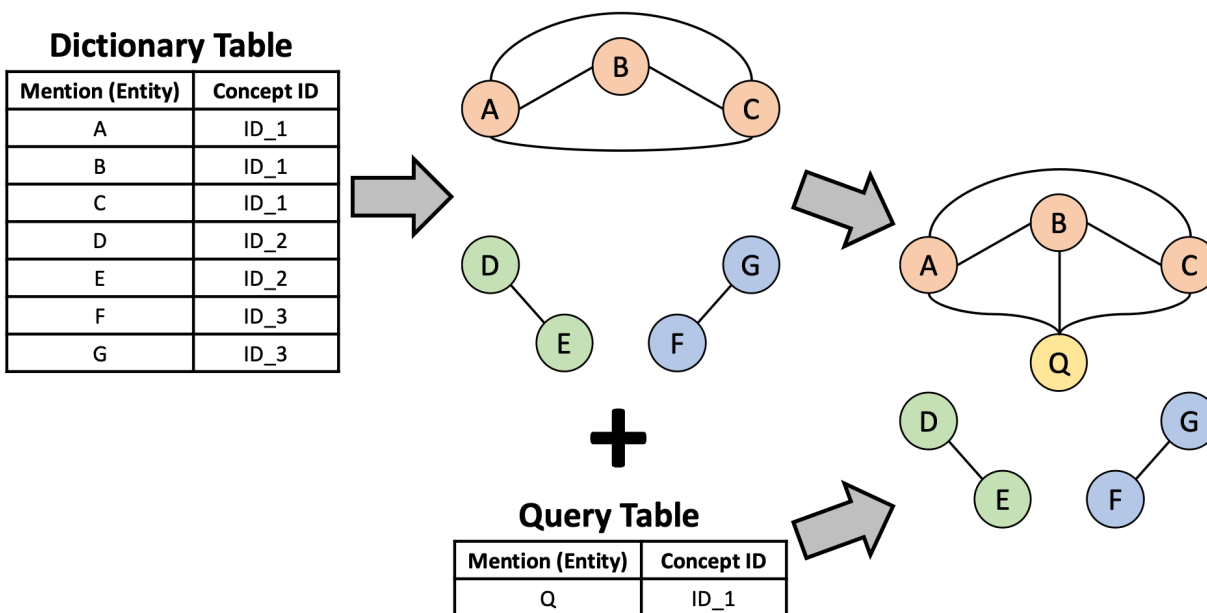 Dictionary Table
Mention (Entity) Concept ID
A ID_1
B ID_1
C ID_1
D ID_2
E ID_2
F ID_3
G ID_3
B
A C
D G
E F
+
Query Table
Mention (Entity) Concept ID
Q ID_1
B
A C
Q
D G
E F